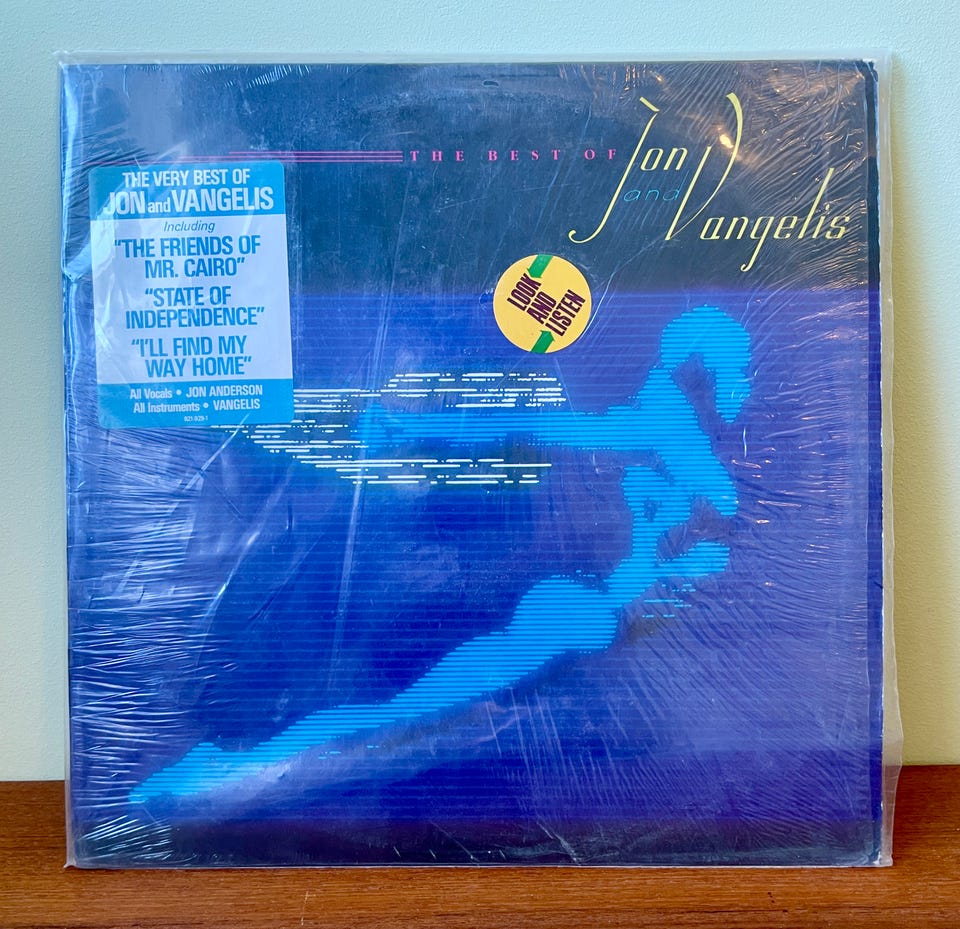 THE BEST OF Jon
and Vangelis
THE VERY BEST OF
JON and VANGELIS
Including
"THE FRIENDS OF
MR. CAIRO"
"STATE OF
INDEPENDENCE"
"I'LL FIND MY
WAY HOME"
All Vocals • JON ANDERSON
All Instruments • VANGELIS
821-929-1
LOOK
AND
LISTEN